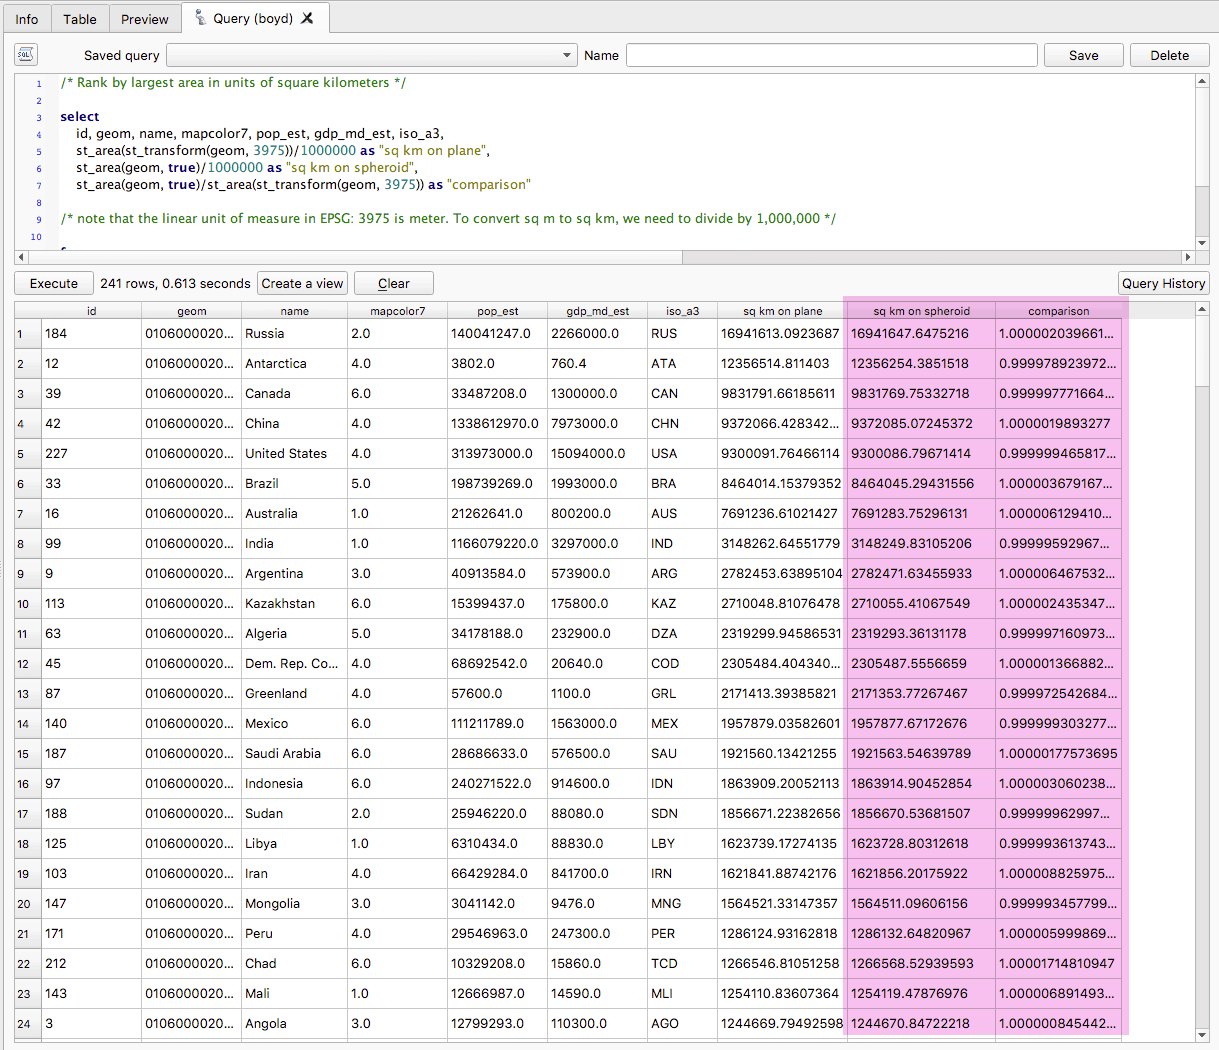 Info Table Preview Query (boyd)
SQL Saved query Name Save Delete
1 /* Rank by largest area in units of square kilometers */
2
3 select
4 id, geom, name, mapcolor7, pop_est, gdp_md_est, iso_a3,
5 st_area(st_transform(geom, 3975))/1000000 as "sq km on plane",
6 st_area(geom, true)/1000000 as "sq km on spheroid",
7 st_area(geom, true)/st_area(st_transform(geom, 3975)) as "comparison"
8
9 /* note that the linear unit of measure in EPSG: 3975 is meter. To convert sq m to sq km, we need to divide by 1,000,000 */
10
Execute 241 rows, 0.613 seconds Create a view Clear Query History
id geom name mapcolor7 pop_est gdp_md_est iso_a3 sq km on plane sq km on spheroid comparison
1 184 0106000020... Russia 2.0 140041247.0 2266000.0 RUS 16941613.0923687 16941647.6475216 1.000002039661...
2 12 0106000020... Antarctica 4.0 3802.0 760.4 ATA 12356514.811403 12356254.3851518 0.999978923972...
3 39 0106000020... Canada 6.0 33487208.0 1300000.0 CAN 9831791.66185611 9831769.75332718 0.999997771664...
4 42 0106000020... China 4.0 1338612970.0 7973000.0 CHN 9372066.428342... 9372085.07245372 1.0000019893277
5 227 0106000020... United States 4.0 313973000.0 15094000.0 USA 9300091.76466114 9300086.79671414 0.999999465817...
6 33 0106000020... Brazil 5.0 198739269.0 1993000.0 BRA 8464014.15379352 8464045.29431556 1.000003679167...
7 16 0106000020... Australia 1.0 21262641.0 800200.0 AUS 7691236.61021427 7691283.75296131 1.000006129410...
8 99 0106000020... India 1.0 1166079220.0 3297000.0 IND 3148262.64551779 3148249.83105206 0.99999592967...
9 9 0106000020... Argentina 3.0 40913584.0 573900.0 ARG 2782453.63895104 2782471.63455933 1.000006467532...
10 113 0106000020... Kazakhstan 6.0 15399437.0 175800.0 KAZ 2710048.81076478 2710055.41067549 1.000002435347...
11 63 0106000020... Algeria 5.0 34178188.0 232900.0 DZA 2319299.94586531 2319293.36131178 0.999997160973...
12 45 0106000020... Dem. Rep. Co... 4.0 68692542.0 20640.0 COD 2305484.404340... 2305487.5556659 1.000001366882...
13 87 0106000020... Greenland 4.0 57600.0 1100.0 GRL 2171413.39385821 2171353.77267467 0.999972542684...
14 140 0106000020... Mexico 6.0 111211789.0 1563000.0 MEX 1957879.03582601 1957877.67172676 0.999999303277...
15 187 0106000020... Saudi Arabia 6.0 28686633.0 576500.0 SAU 1921560.13421255 1921563.54639789 1.00000177573695
16 97 0106000020... Indonesia 6.0 240271522.0 914600.0 IDN 1863909.20052113 1863914.90452854 1.000003060238...
17 188 0106000020... Sudan 2.0 25946220.0 88080.0 SDN 1856671.22382656 1856670.53681507 0.99999962997...
18 125 0106000020... Libya 1.0 6310434.0 88830.0 LBY 1623739.17274135 1623728.80312618 0.999993613743...
19 103 0106000020... Iran 4.0 66429284.0 841700.0 IRN 1621841.88742176 1621856.20175922 1.000008825975...
20 147 0106000020... Mongolia 3.0 3041142.0 9476.0 MNG 1564521.33147357 1564511.09606156 0.999993457799...
21 171 0106000020... Peru 4.0 29546963.0 247300.0 PER 1286124.93162818 1286132.64820967 1.000005999869...
22 212 0106000020... Chad 6.0 10329208.0 15860.0 TCD 1266546.81051258 1266568.52939593 1.00001714810947
23 143 0106000020... Mali 1.0 12666987.0 14590.0 MLI 1254110.83607364 1254119.47876976 1.000006891493...
24 3 0106000020... Angola 3.0 12799293.0 110300.0 AGO 1244669.79492598 1244670.84722218 1.000000845442...